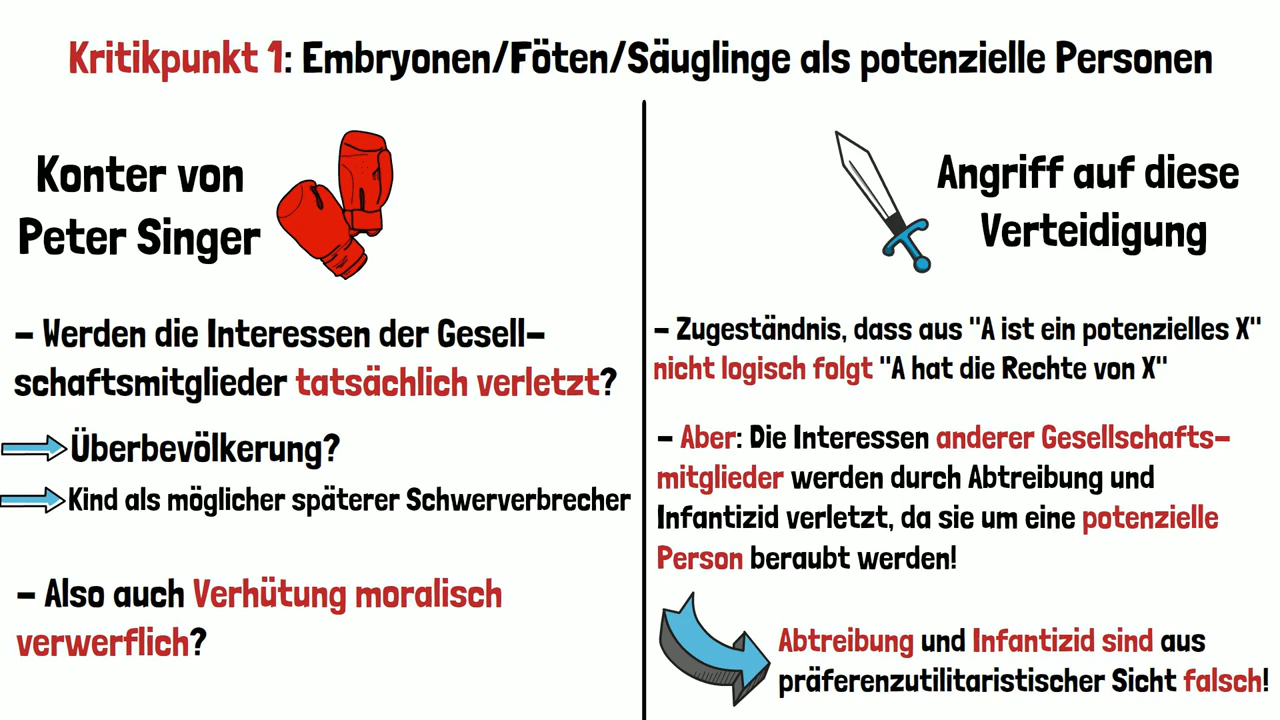 Kritikpunkt 1: Embryonen/Föten/Säuglinge als potenzielle Personen
Konter von
Peter Singer
– Werden die Interessen der Gesell–
schaftsmitglieder tatsächlich verletzt?
Überbevölkerung?
Kind als möglicher späterer Schwerverbrecher
– Also auch Verhütung moralisch
verwerflich?
Angriff auf diese
Verteidigung
– Zugeständnis, dass aus "A ist ein potenzielles X"
nicht logisch folgt "A hat die Rechte von X"
– Aber: Die Interessen anderer Gesellschafts–
mitglieder werden durch Abtreibung und
Infantizid verletzt, da sie um eine potenzielle
Person beraubt werden!
Abtreibung und Infantizid sind aus
präferenzutilitaristischer Sicht falsch!